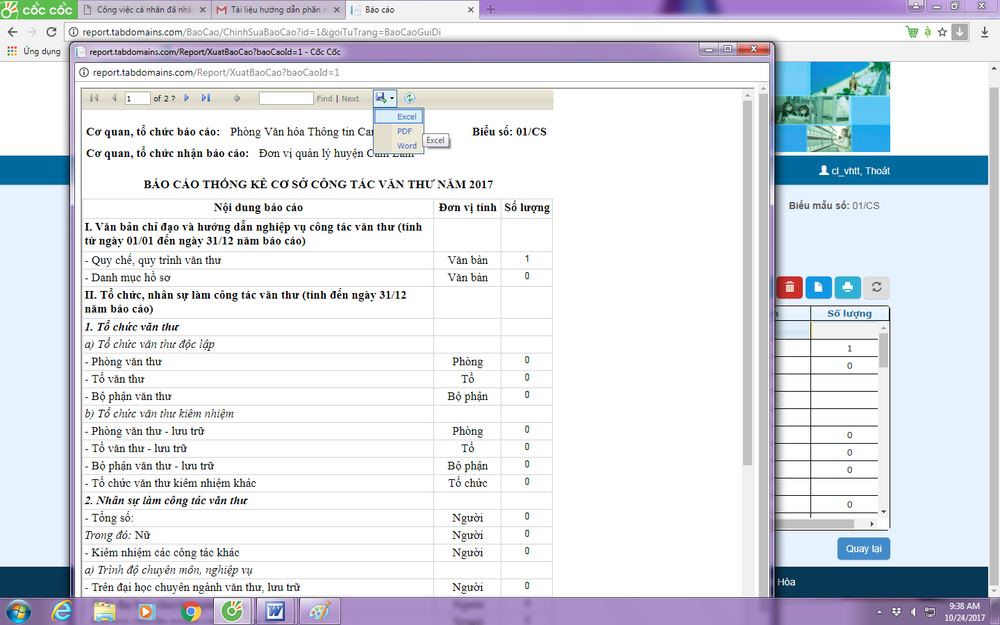 cốc cốc
Công việc cá nhân đã nhậ
Tài liệu hướng dẫn phần n
Báo cáo
report.tabdomains.com/BaoCao/ChinhSuaBaoCao?id=1&goiTuTrang=BaoCaoGuiDi
Ứng dụng
report.tabdomains.com/Report/XuatBaoCao?baoCaoId=1 - Cốc Cốc
report.tabdomains.com/Report/XuatBaoCao?baoCaoId=1
1 of 2 ? Find | Next
Excel
PDF
Word
Excel
Cơ quan, tổ chức báo cáo: Phòng Văn hóa Thông tin Cam
Biểu số: 01/CS
Cơ quan, tổ chức nhận báo cáo: Đơn vị quản lý huyện Cam Lâm
BÁO CÁO THỐNG KÊ CƠ SỞ CÔNG TÁC VĂN THƯ NĂM 2017
Nội dung báo cáo Đơn vị tính Số lượng
I. Văn bản chỉ đạo và hướng dẫn nghiệp vụ công tác văn thư (tính
từ ngày 01/01 đến ngày 31/12 năm báo cáo)
- Quy chế, quy trình văn thư Văn bản 1
- Danh mục hồ sơ Văn bản 0
II. Tổ chức, nhân sự làm công tác văn thư (tính đến ngày 31/12
năm báo cáo)
1. Tổ chức văn thư
a) Tổ chức văn thư độc lập
- Phòng văn thư Phòng 0
- Tổ văn thư Tổ 0
- Bộ phận văn thư Bộ phận 0
b) Tổ chức văn thư kiêm nhiệm
- Phòng văn thư - lưu trữ Phòng 0
- Tổ văn thư - lưu trữ Tổ 0
- Bộ phận văn thư - lưu trữ Bộ phận 0
- Tổ chức văn thư kiêm nhiệm khác Tổ chức 0
2. Nhân sự làm công tác văn thư
- Tổng số: Người 0
Trong đó: Nữ Người 0
- Kiêm nhiệm các công tác khác Người 0
a) Trình độ chuyên môn, nghiệp vụ
- Trên đại học chuyên ngành văn thư, lưu trữ Người 0
cl_vhtt, Thoát
Biểu mẫu số: 01/CS
Số lượng
1
0
0
0
0
0
Quay lại
Hòa
9:38 AM
10/24/2017